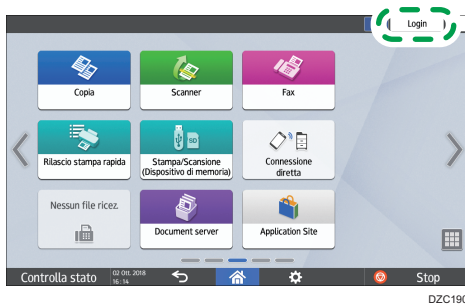 Login
Copia
Scanner
Fax
SD
Rilascio stampa rapida
Stampa/Scansione
(Dispositivo di memoria)
Connessione
diretta
Nessun file ricez.
Document server
Application Site
Controlla stato
02 Ott. 2018
16:14
Stop
DZC190